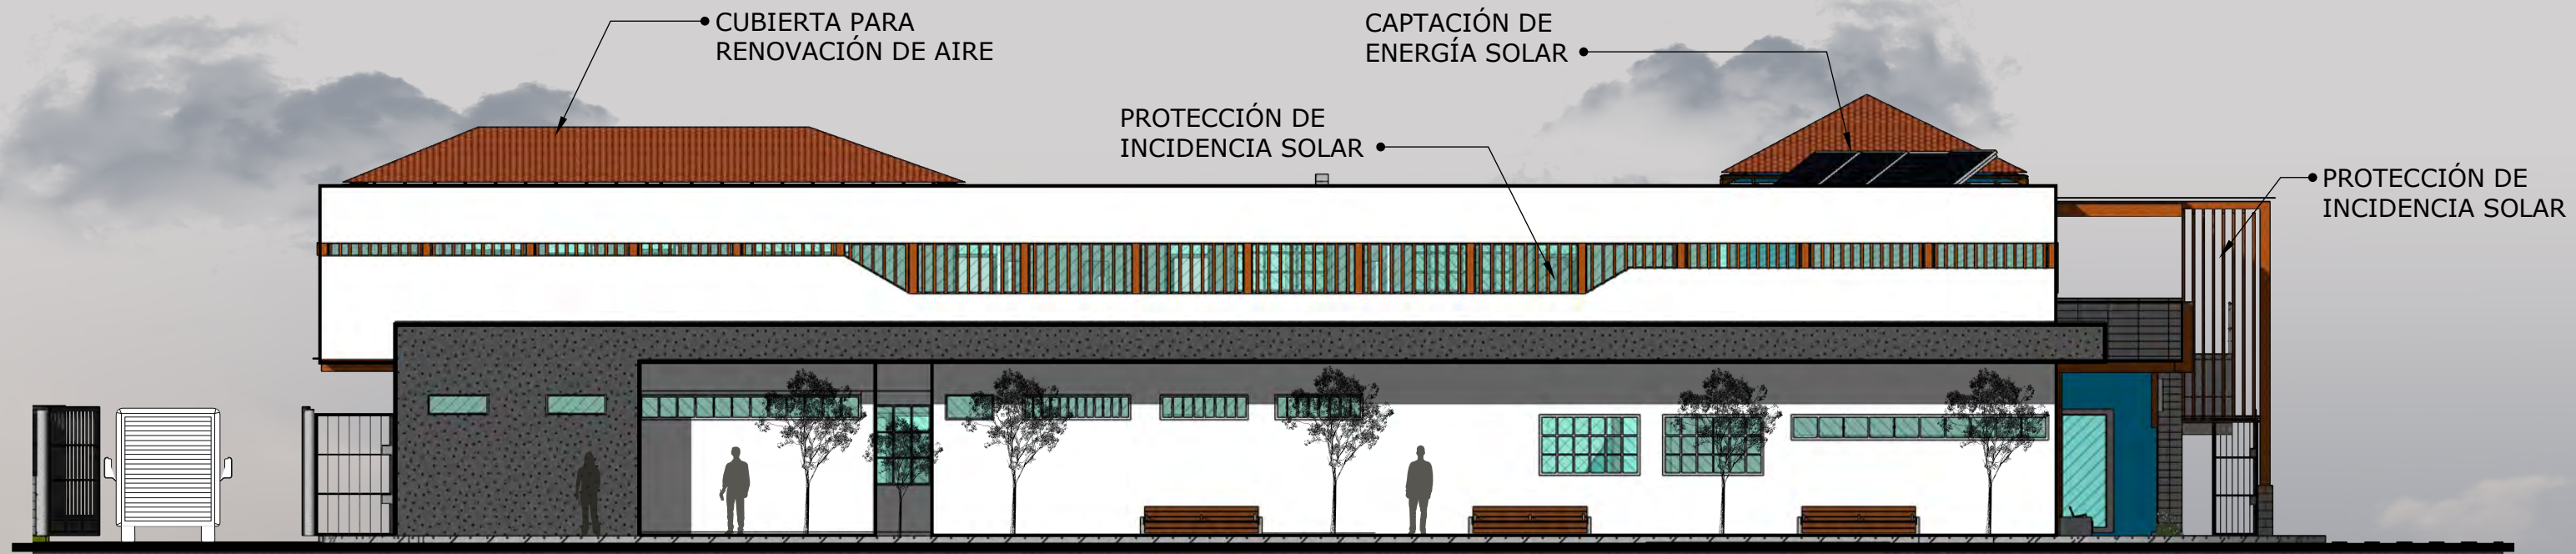 CUBIERTA PARA
RENOVACIÓN DE AIRE
CAPTACIÓN DE
ENERGÍA SOLAR
PROTECCIÓN DE
INCIDENCIA SOLAR
PROTECCIÓN DE
INCIDENCIA SOLAR